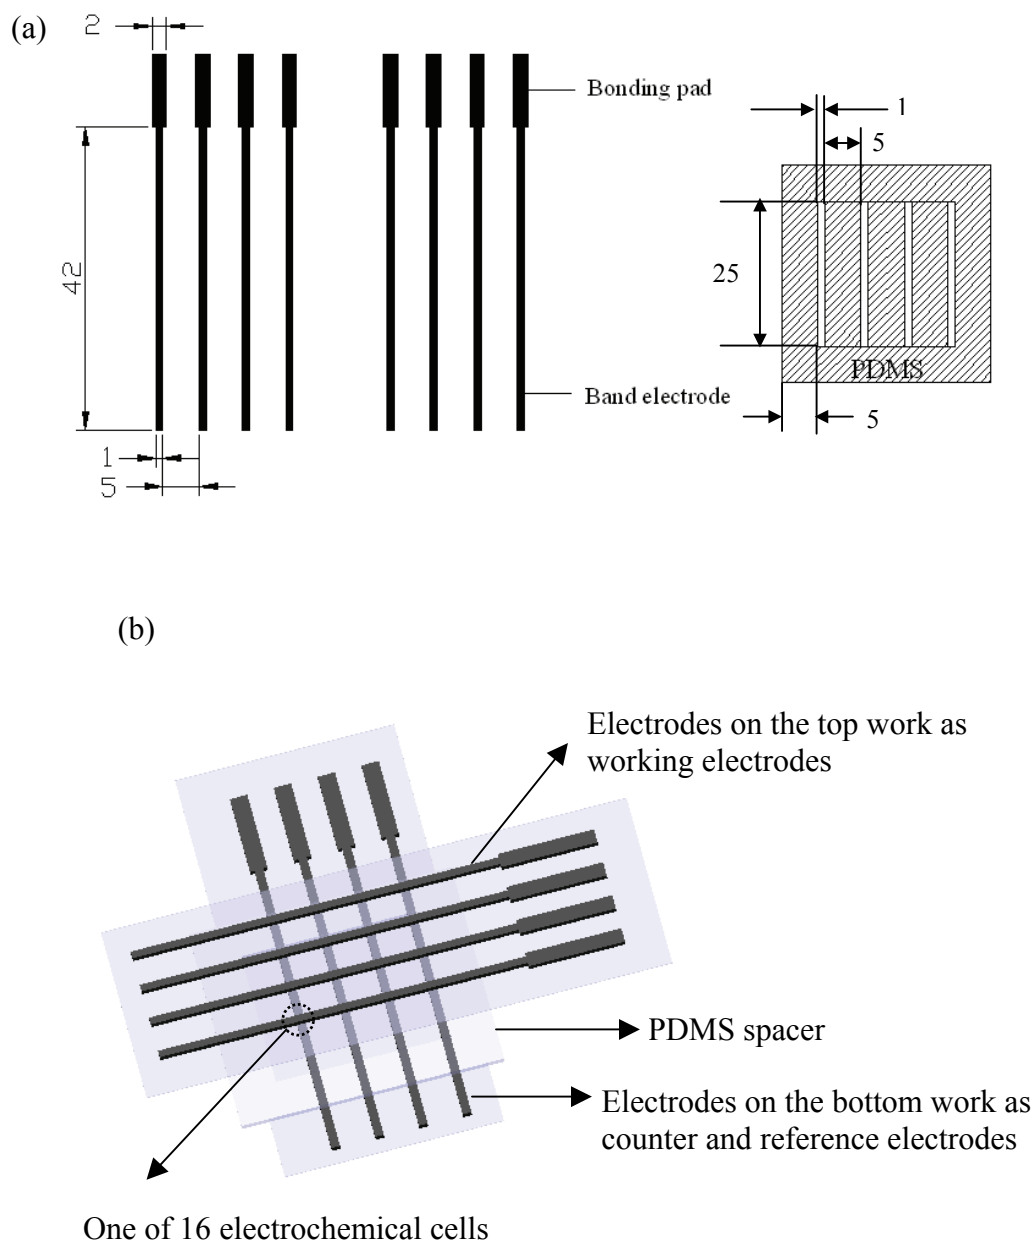 (a)
2
Bonding pad
1
5
42
25
PDMS
Band electrode
5
1
5
(b)
Electrodes on the top work as
working electrodes
PDMS spacer
Electrodes on the bottom work as
counter and reference electrodes
One of 16 electrochemical cells